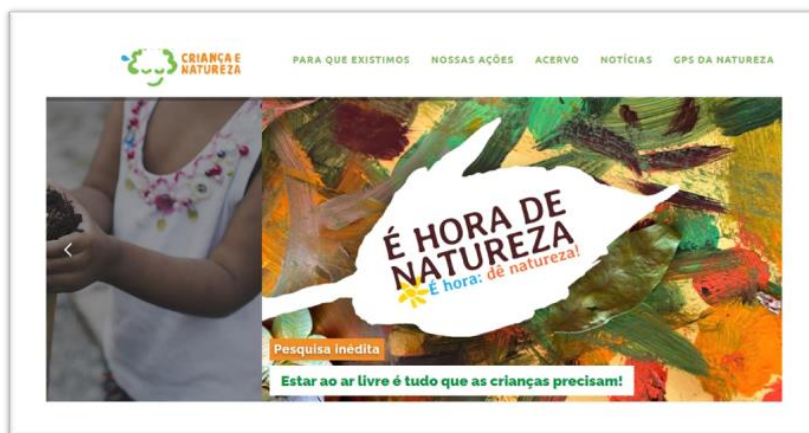 CRIANÇA E
NATUREZA
PARA QUE EXISTIMOS NOSSAS AÇÕES ACERVO NOTÍCIAS GPS DA NATUREZA
É HORA DE
NATUREZA
É hora: dê natureza!
Pesquisa inédita
Estar ao ar livre é tudo que as crianças precisam!